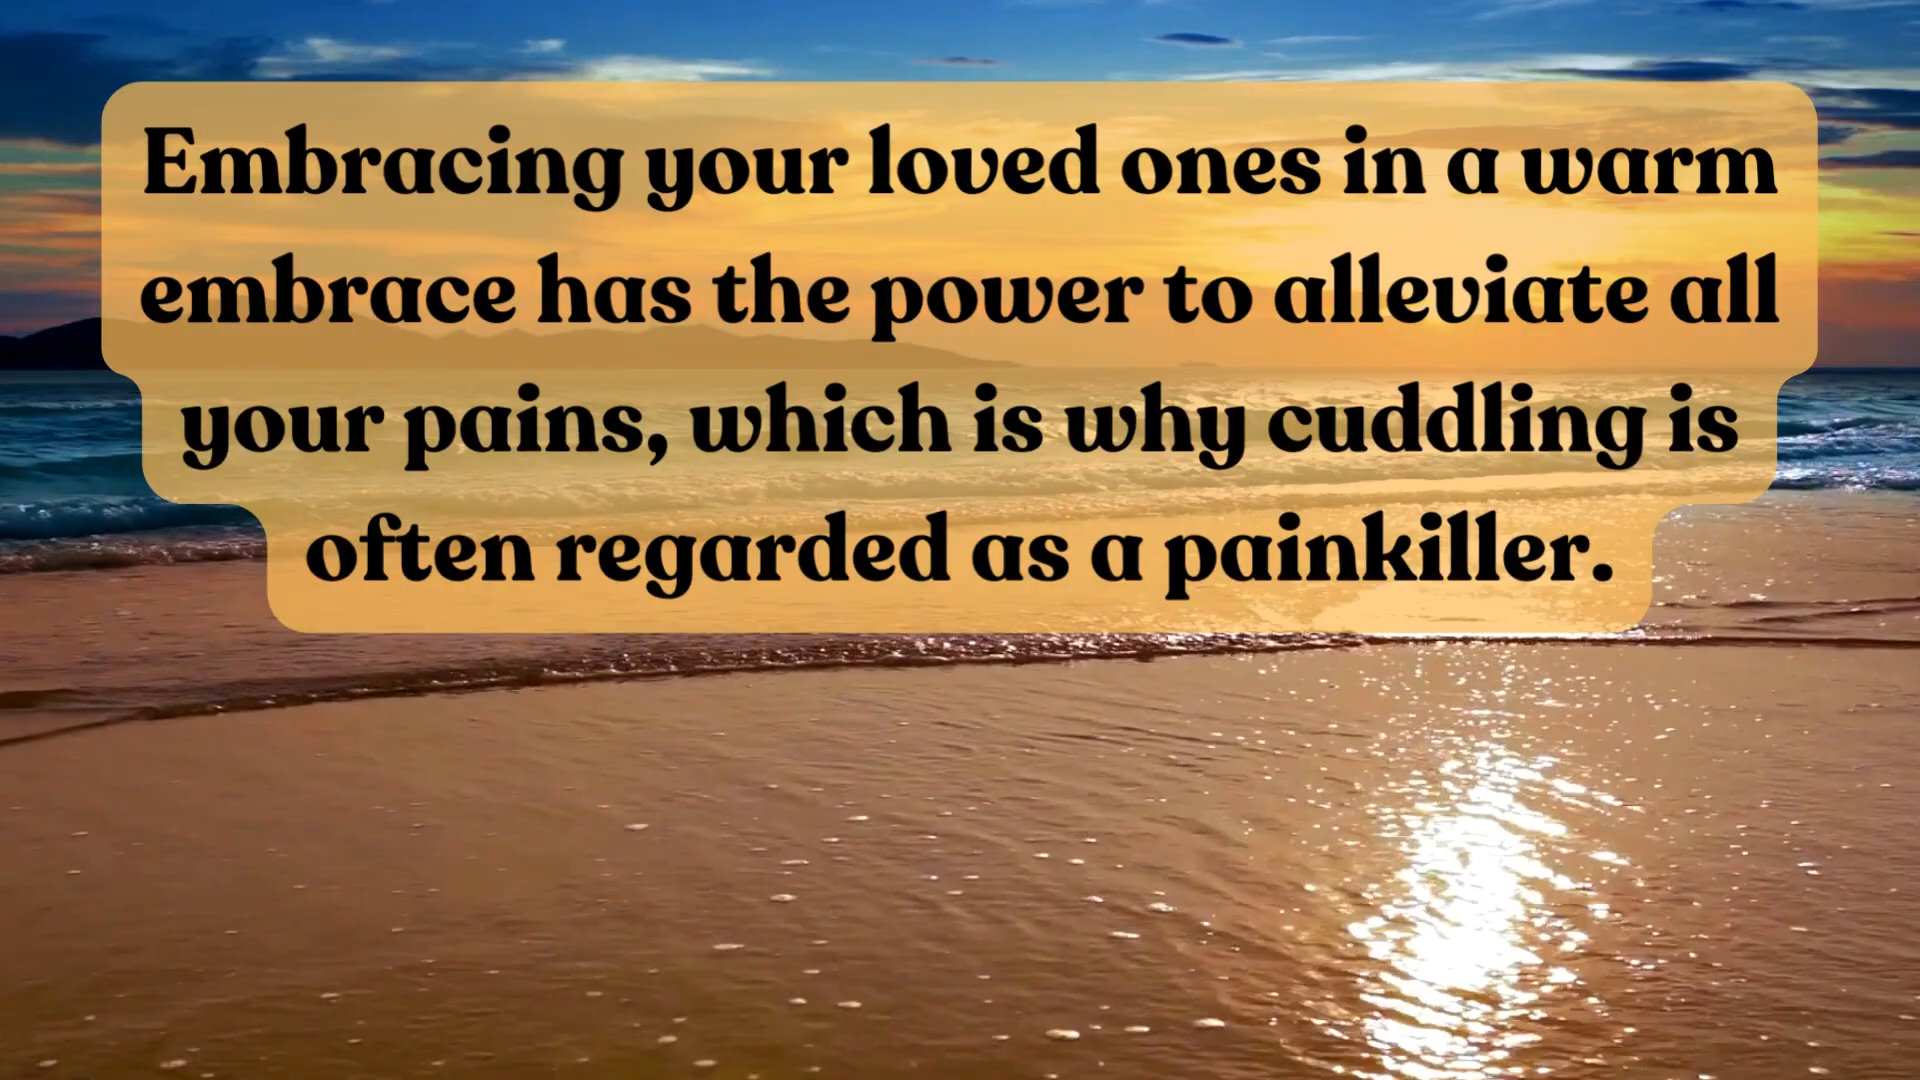 Embracing your loved ones in a warm
embrace has the power to alleviate all
your pains, which is why cuddling is
often regarded as a painkiller.